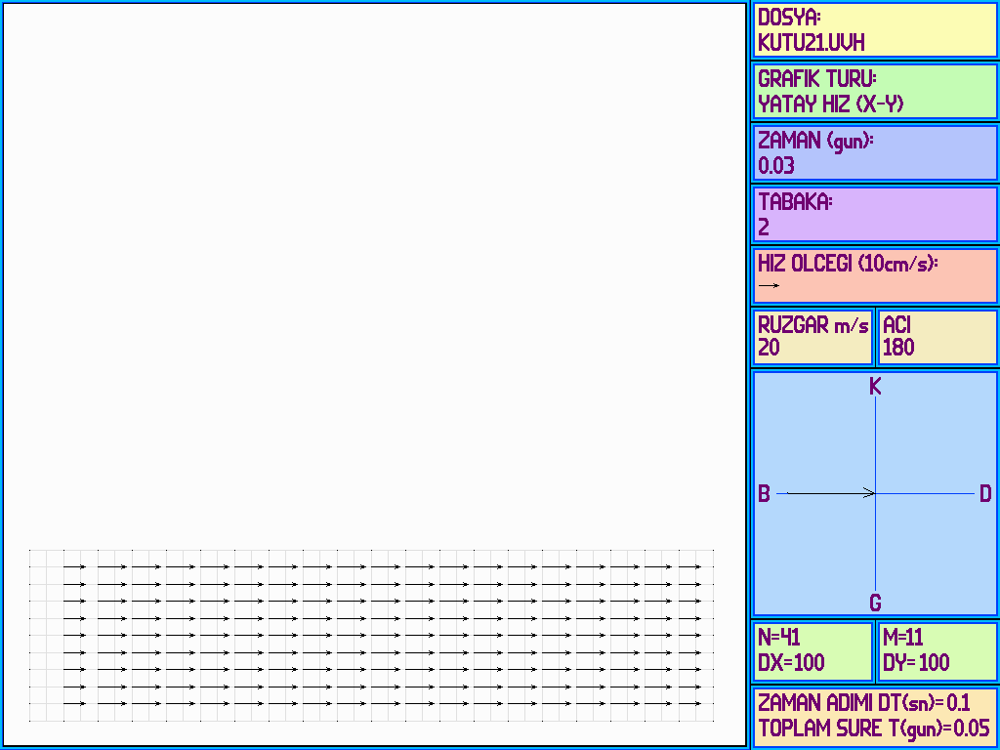 DOSYA:
KUTU21.UVH
GRAFIK TURU:
YATAY HIZ (X-Y)
ZAMAN (gun):
0.03
TABAKA:
2
HIZ OLCEGI (10cm/s):
RUZGAR m/s
20
ACI
180
K
B
D
G
N=41
DX=100
M=11
DY=100
ZAMAN ADIMI DT(sn)=0.1
TOPLAM SURE T(gun)=0.05